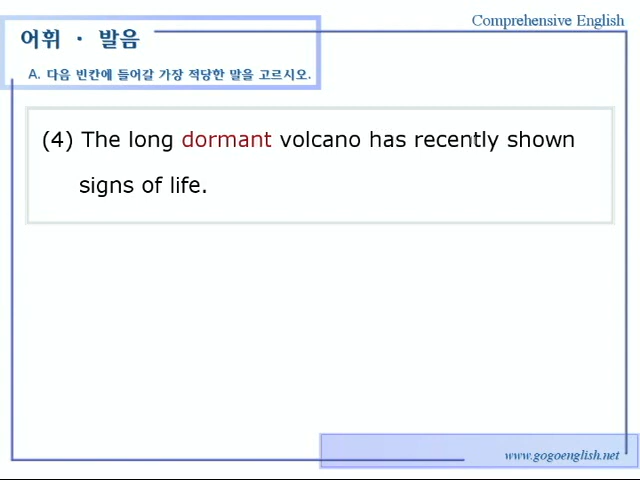 Comprehensive English
어휘 · 발음
A. 다음 빈칸에 들어갈 가장 적당한 말을 고르시오.
(4) The long dormant volcano has recently shown
signs of life.
www.gogoenglish.net